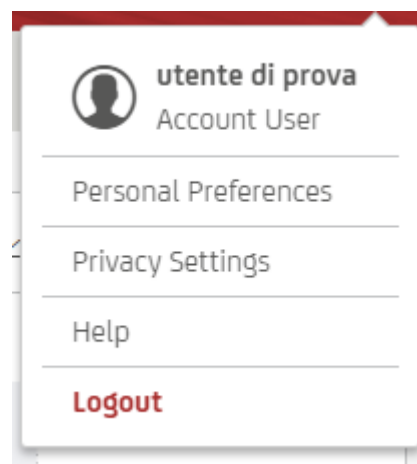 utente di prova
Account User
Personal Preferences
Privacy Settings
Help
Logout